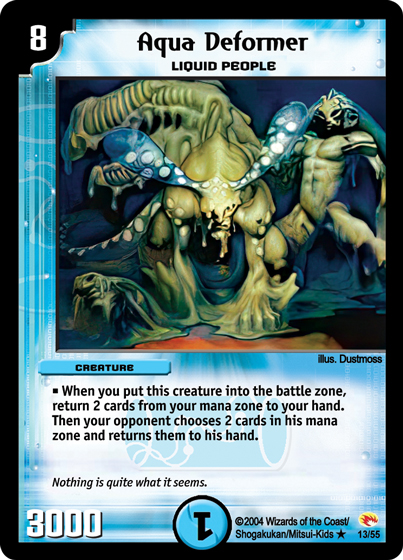 8
Aqua Deformer
LIQUID PEOPLE
illus. Dustmoss
CREATURE
▪ When you put this creature into the battle zone,
return 2 cards from your mana zone to your hand.
Then your opponent chooses 2 cards in his mana
zone and returns them to his hand.
Nothing is quite what it seems.
3000
1
©2004 Wizards of the Coast/
Shogakukan/Mitsui-Kids ★ 13/55